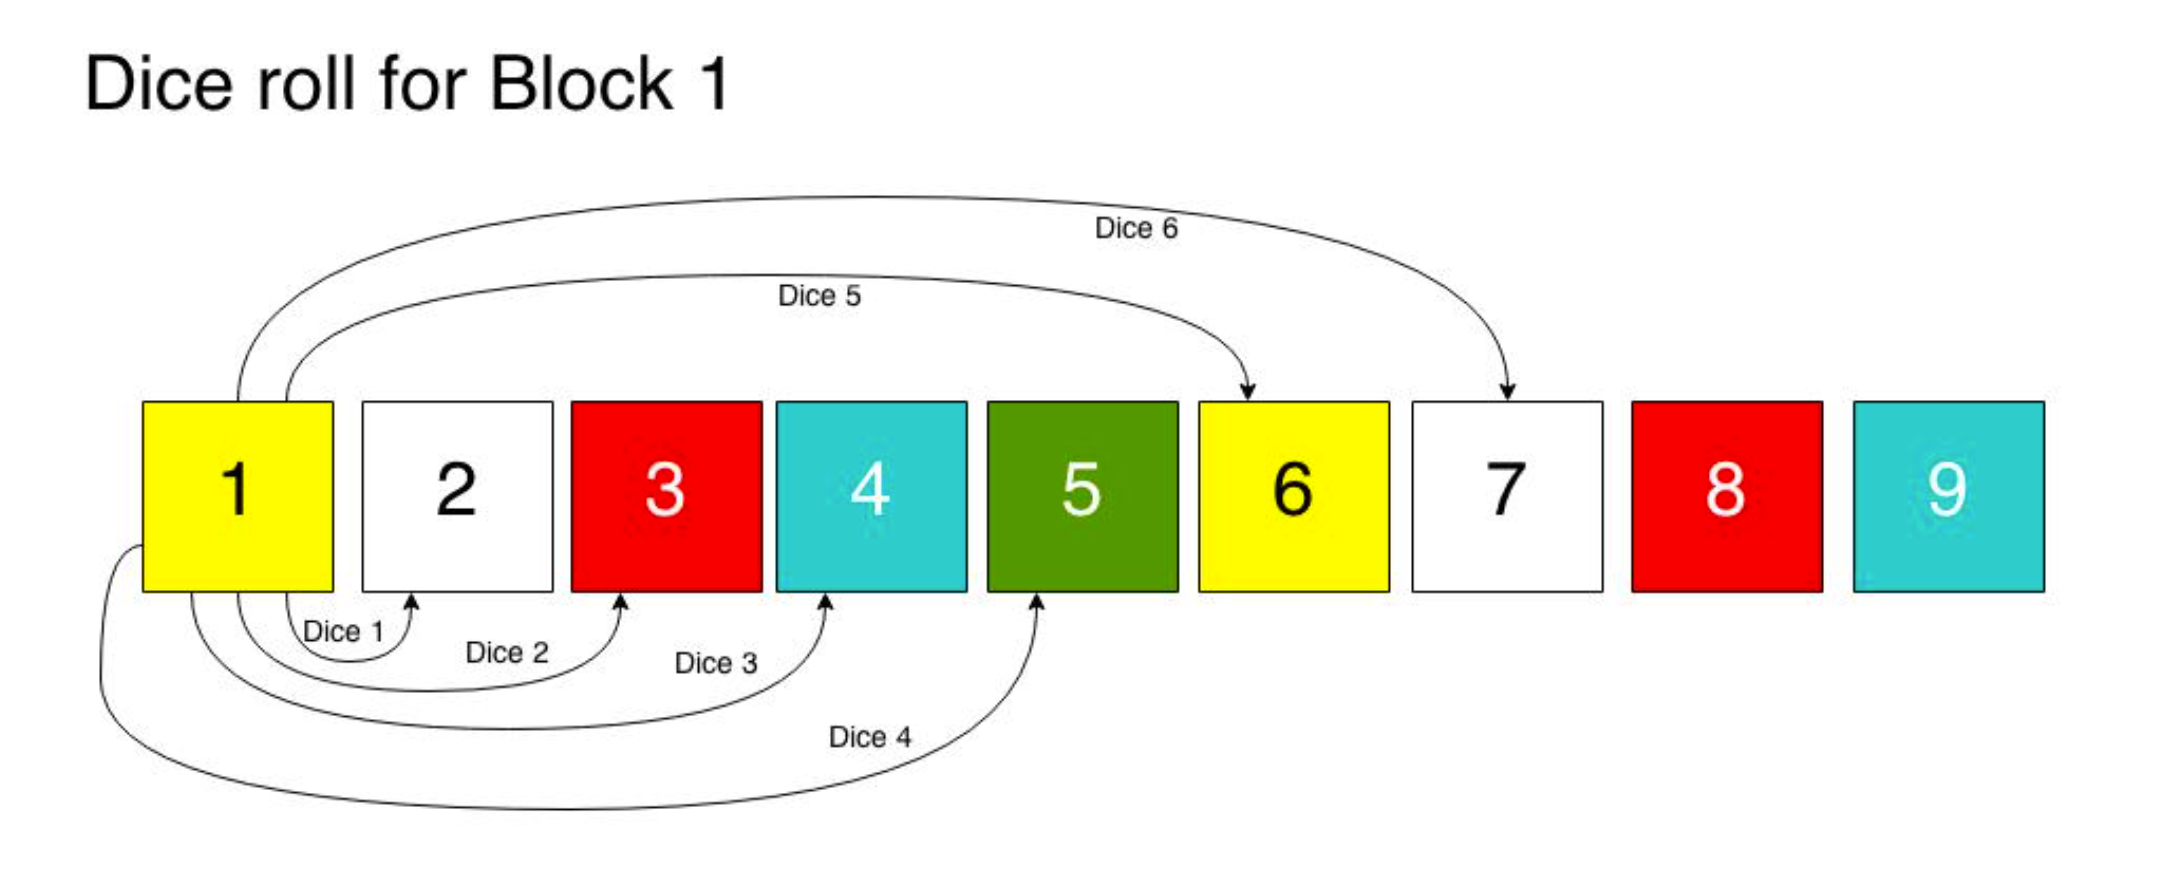 Dice roll for Block 1
Dice 6
Dice 5
1 2 3 4 5 6 7 8 9
Dice 1
Dice 2
Dice 3
Dice 4